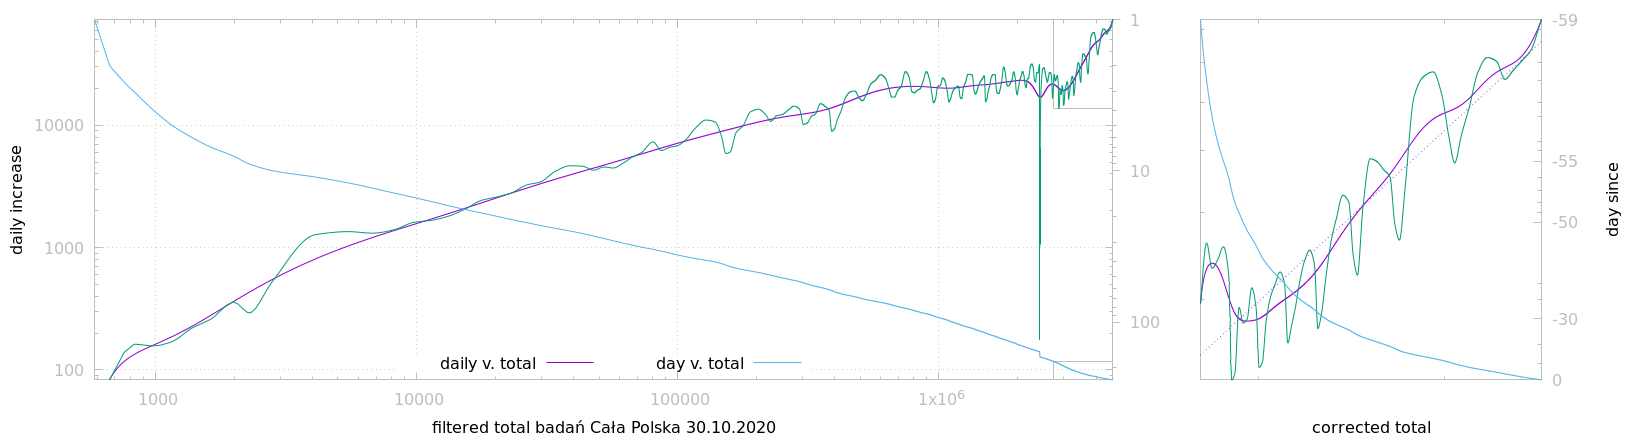 daily increase
10000
1000
100
1000
10000
100000
1x10⁶
1
10
100
daily v. total
day v. total
filtered total badań Cała Polska 30.10.2020
-59
-55
-50
-30
0
day since
corrected total